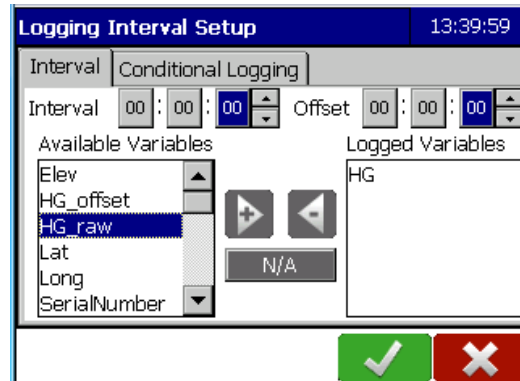 Logging Interval Setup 13:39:59
Interval Conditional Logging
Interval 00 : 00 : 00 Offset 00 : 00 : 00
Available Variables Logged Variables
Elev HG
HG_offset
HG_raw
Lat
Long
SerialNumber
+ -
N/A